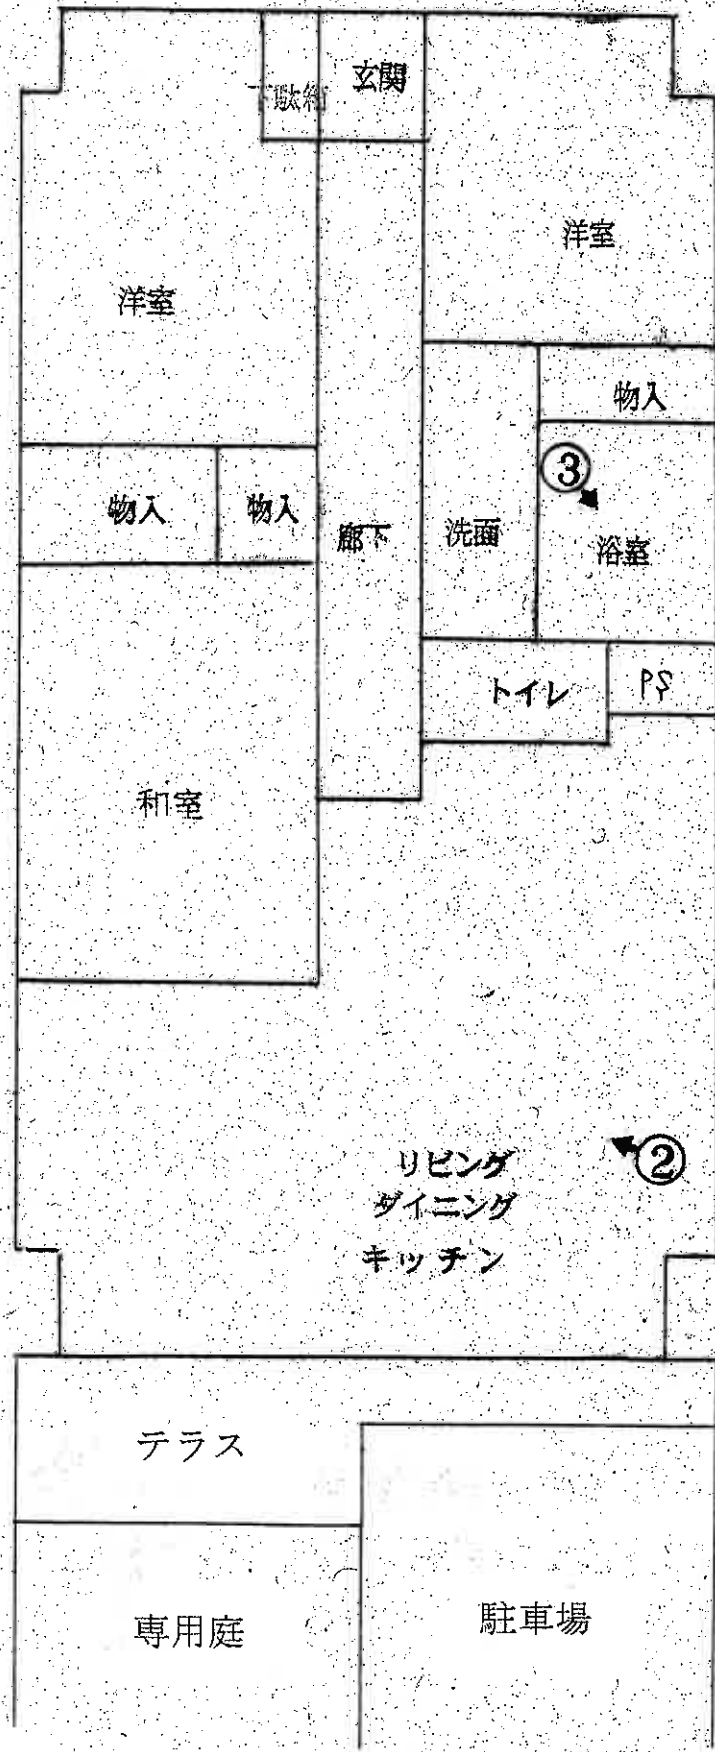 玄関
下駄箱
洋室
洋室
物入
③
物入
物入
廊下
洗面
浴室
トイレ
PS
和室
②
リビング
ダイニング
キッチン
テラス
専用庭
駐車場